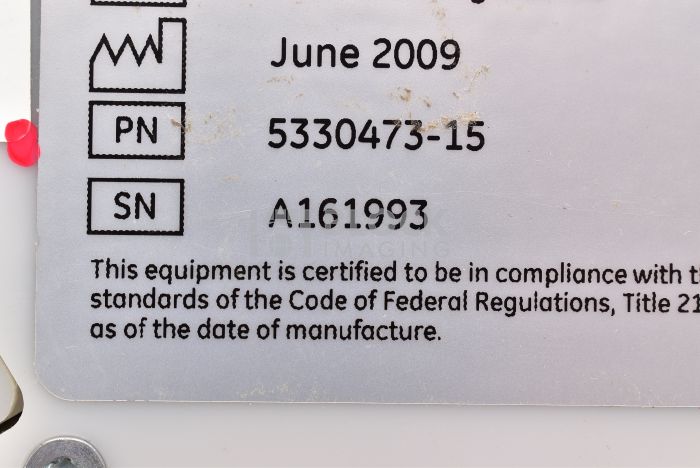 June 2009
PN 5330473-15
SN A161993
IMAGING
This equipment is certified to be in compliance with
standards of the Code of Federal Regulations, Title 21
as of the date of manufacture.